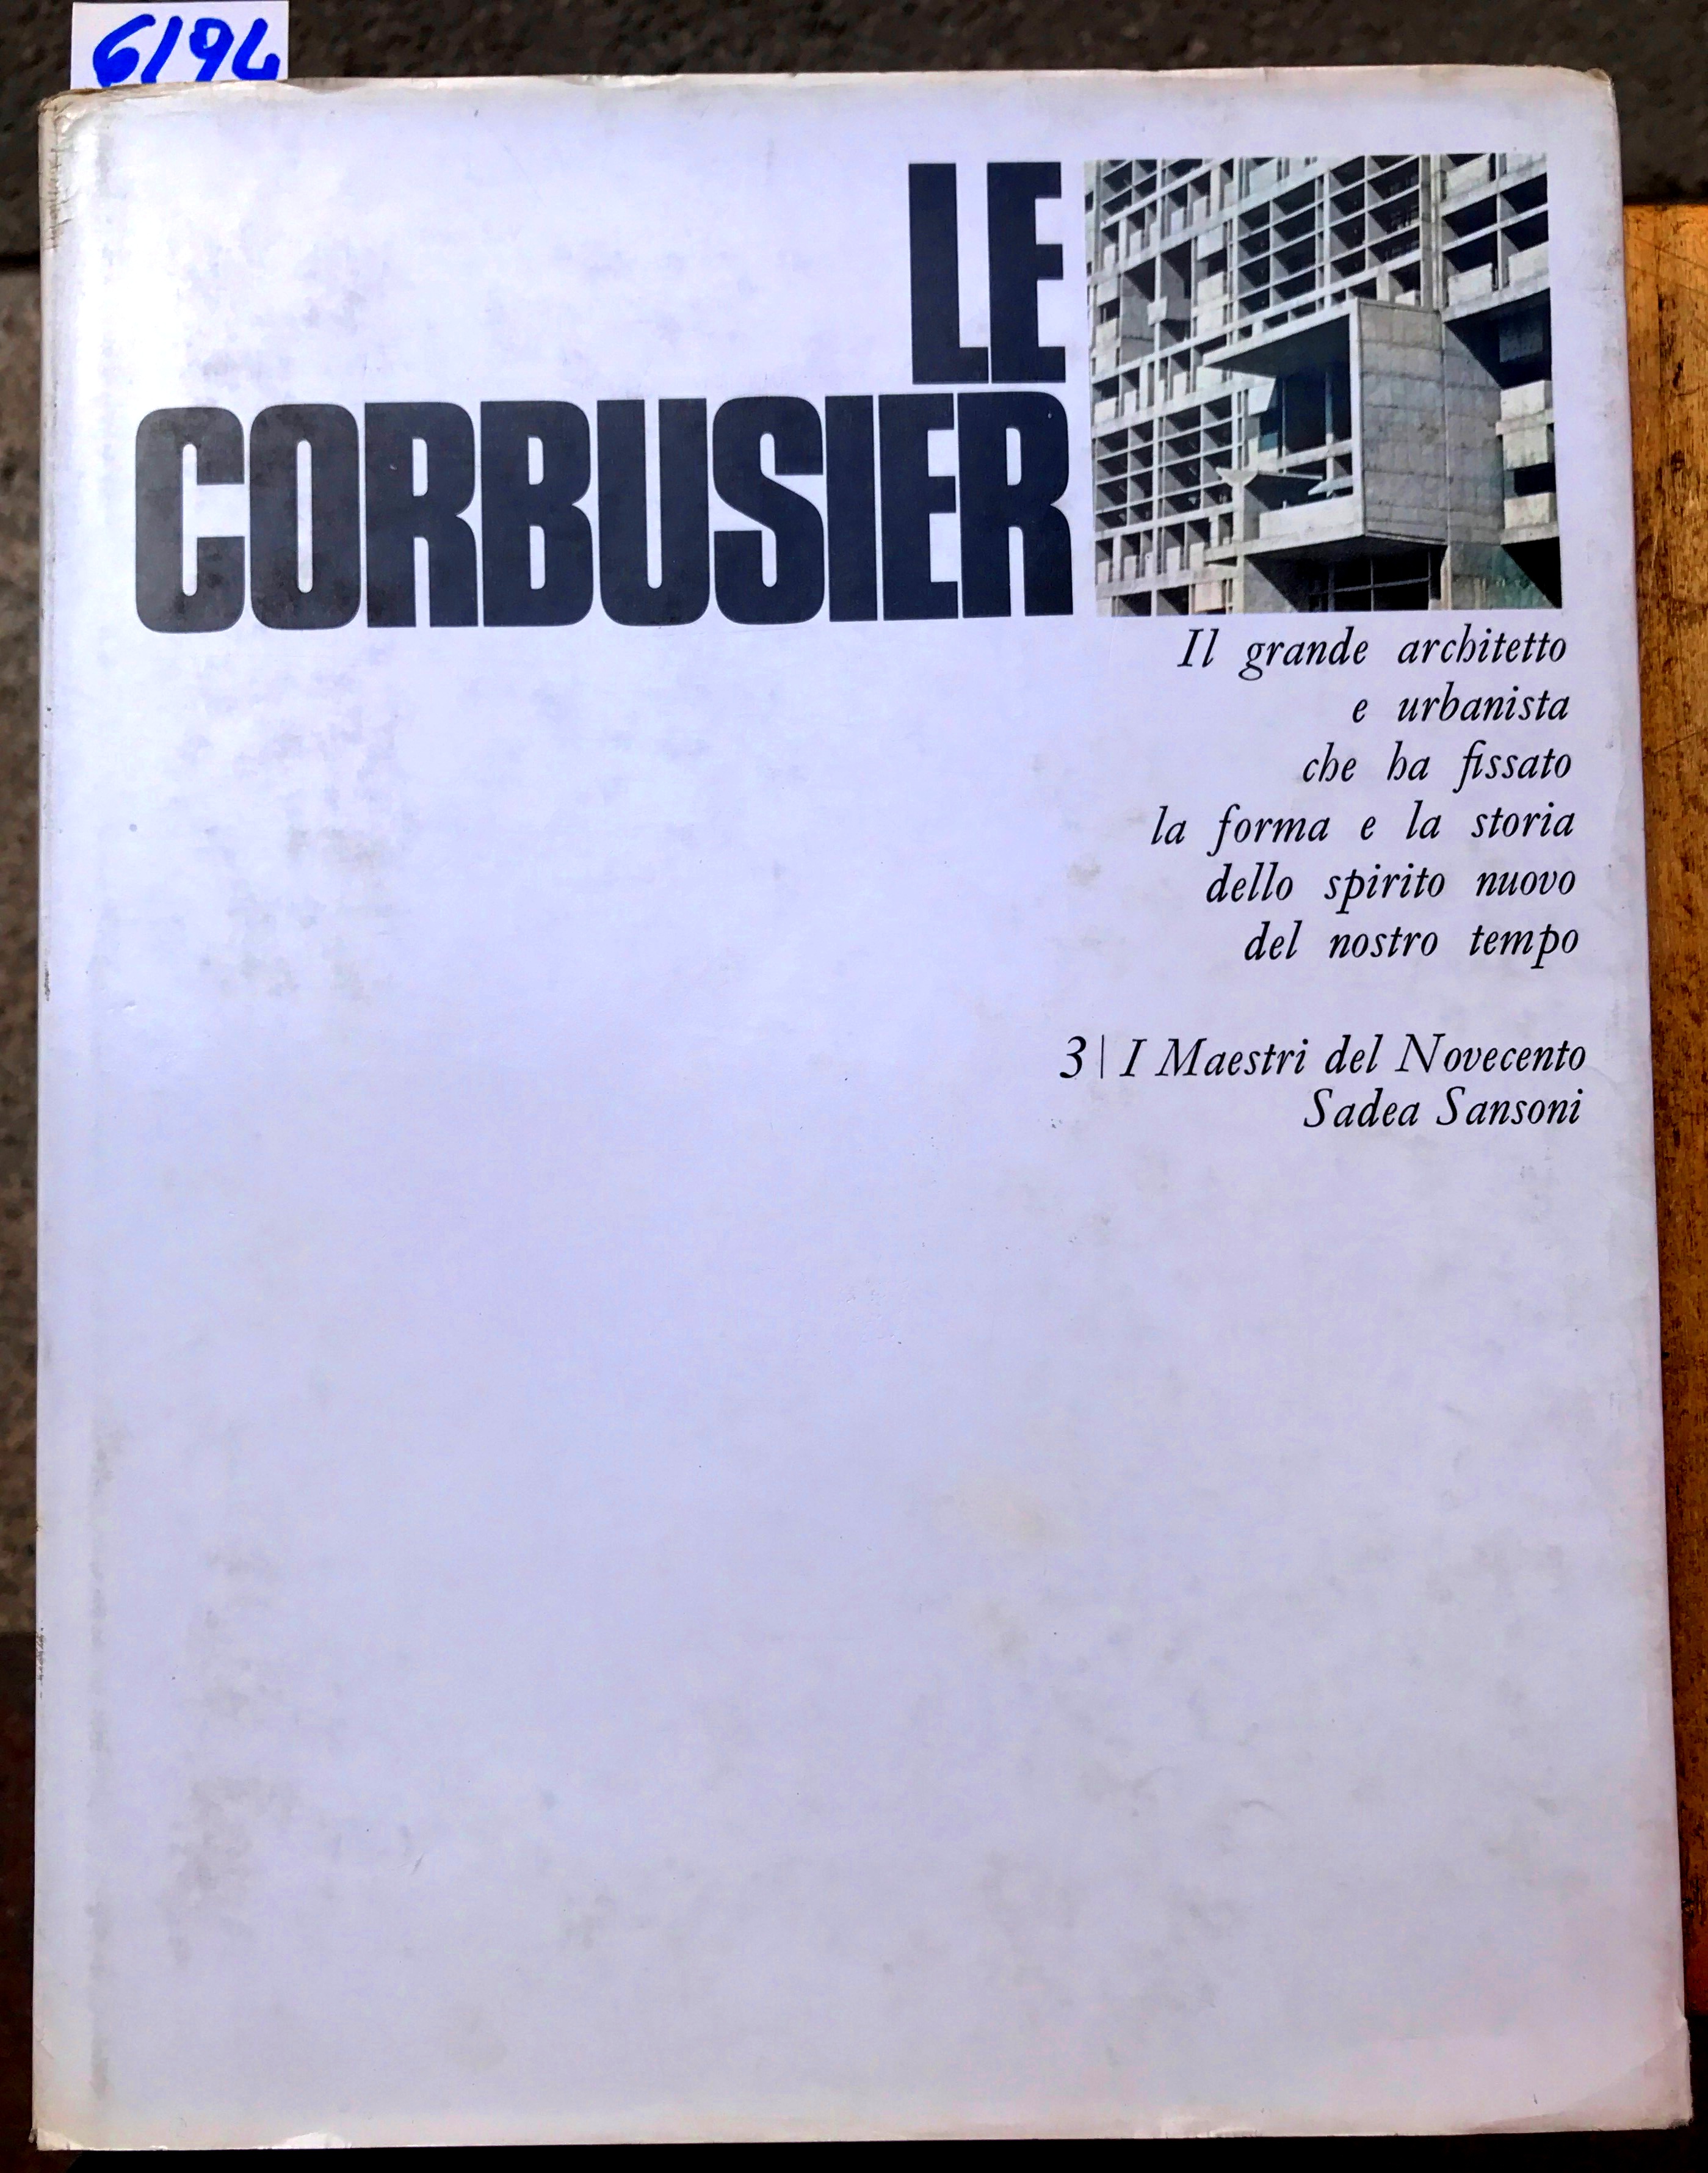 6194
LE
CORBUSIER
Il grande architetto
e urbanista
che ha fissato
la forma e la storia
dello spirito nuovo
del nostro tempo
3 | I Maestri del Novecento
Sadea Sansoni